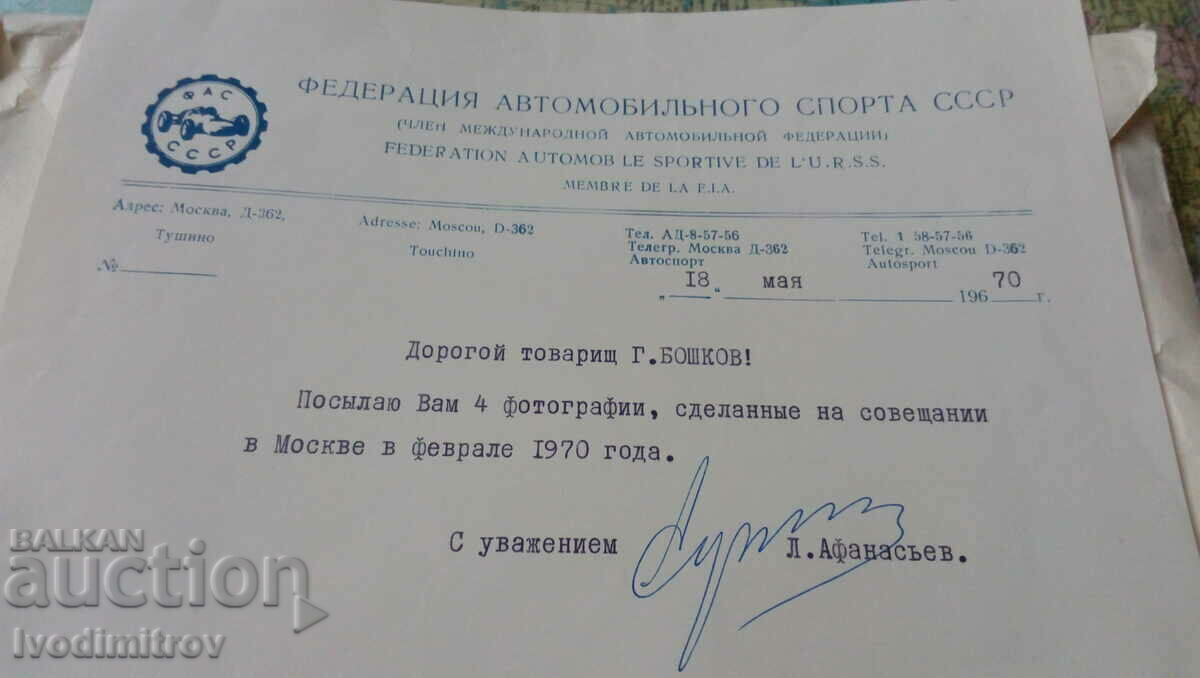 ФАС
СССР
ФЕДЕРАЦИЯ АВТОМОБИЛЬНОГО СПОРТА СССР
(ЧЛЕН МЕЖДУНАРОДНОЙ АВТОМОБИЛЬНОЙ ФЕДЕРАЦИИ)
FEDERATION AUTOMOB LE SPORTIVE DE L'U.R.S.S.
MEMBRE DE LA F.I.A.
Адрес: Москва, Д-362,
Тушино
№
Adresse: Moscou, D-362
Touchino
Тел. АД-8-57-56
Телегр. Москва Д-362
Автоспорт
Tel. 1 58-57-56
Telegr. Moscou D-362
Autosport
„18„ мая 196 70 г.
Дорогой товарищ Г.БОШКОВ!
Посылаю Вам 4 фотографии, сделанные на совещании
в Москве в феврале 1970 года.
С уважением Л.Афанасьев.
BALKAN
auction
Ivodimitrov